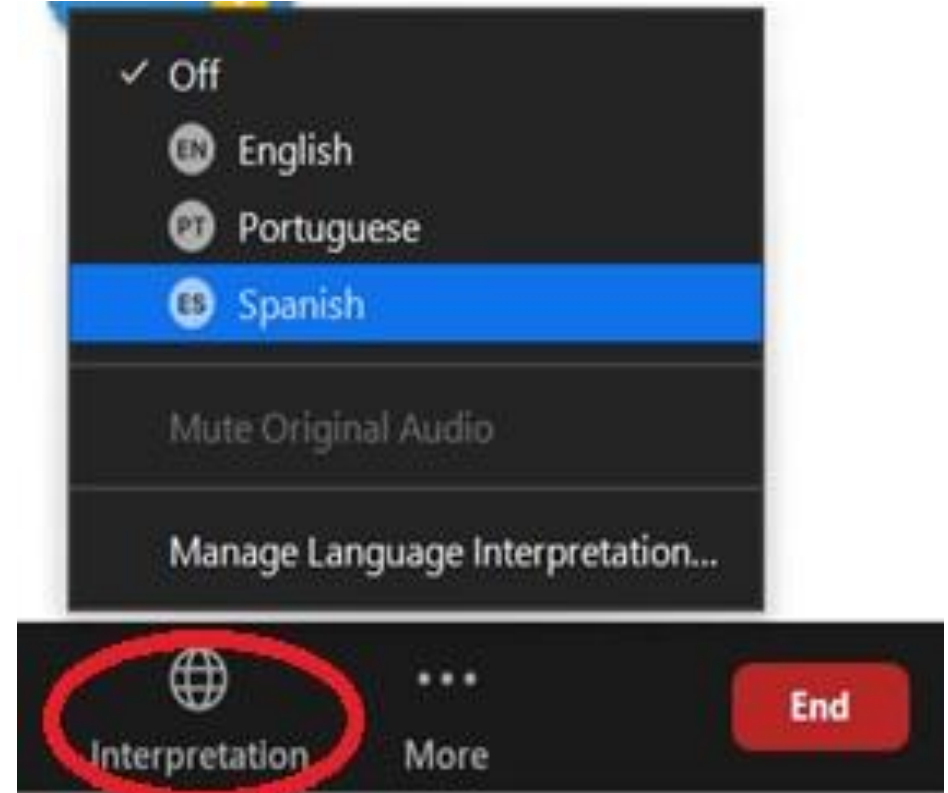 Off
EN English
PT Portuguese
ES Spanish
Mute Original Audio
Manage Language Interpretation...
Interpretation
More
End